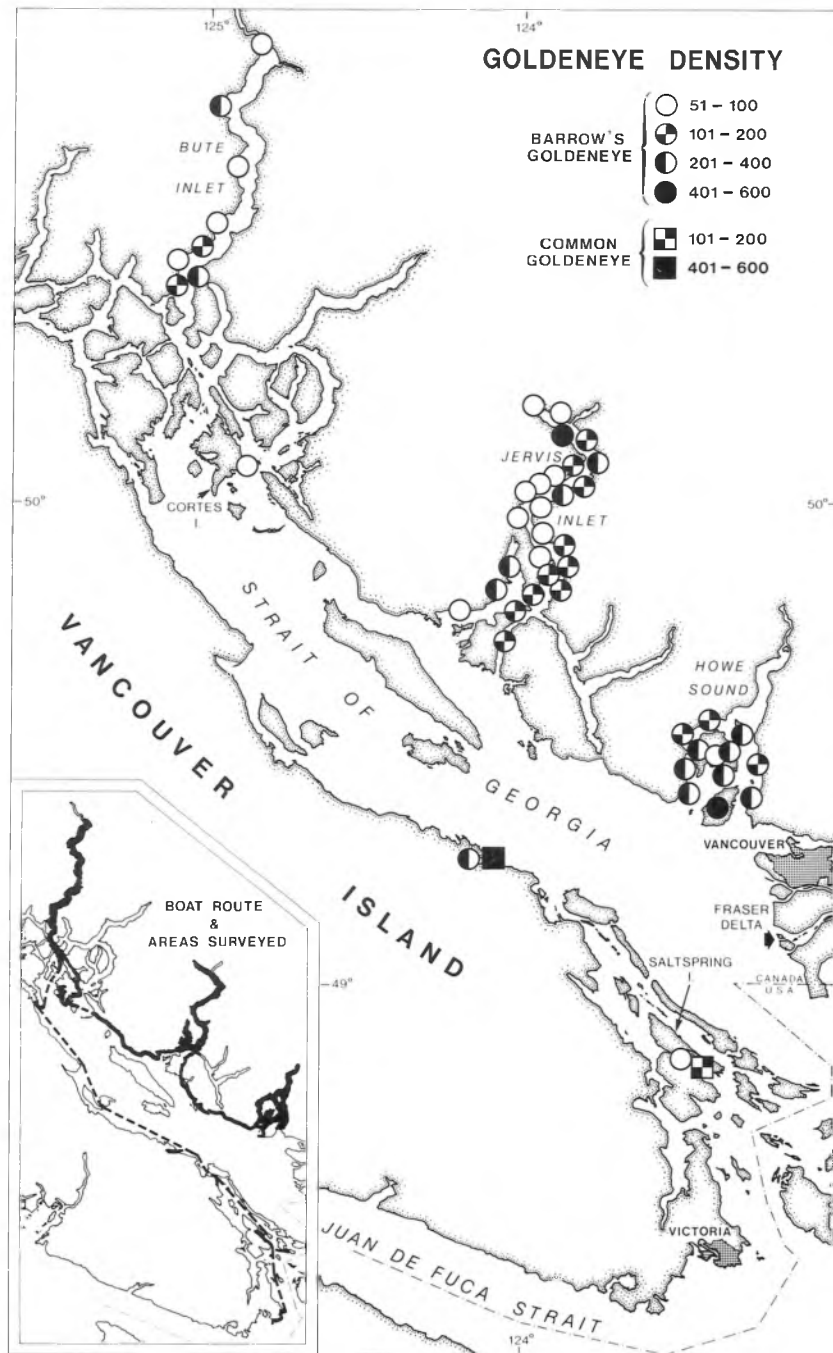 125°
124°
GOLDENEYE DENSITY
BARROW'S
GOLDENEYE
51 – 100
101 – 200
201 – 400
401 – 600
COMMON
GOLDENEYE
101 – 200
401 – 600
BUTE
INLET
JERVIS
INLET
50°
50°
CORTES
I.
STRAIT OF GEORGIA
HOWE
SOUND
VANCOUVER ISLAND
VANCOUVER
FRASER
DELTA
CANADA
U S A
SALTSPRING
I.
49°
BOAT ROUTE
&
AREAS SURVEYED
VICTORIA
JUAN DE FUCA STRAIT
124°